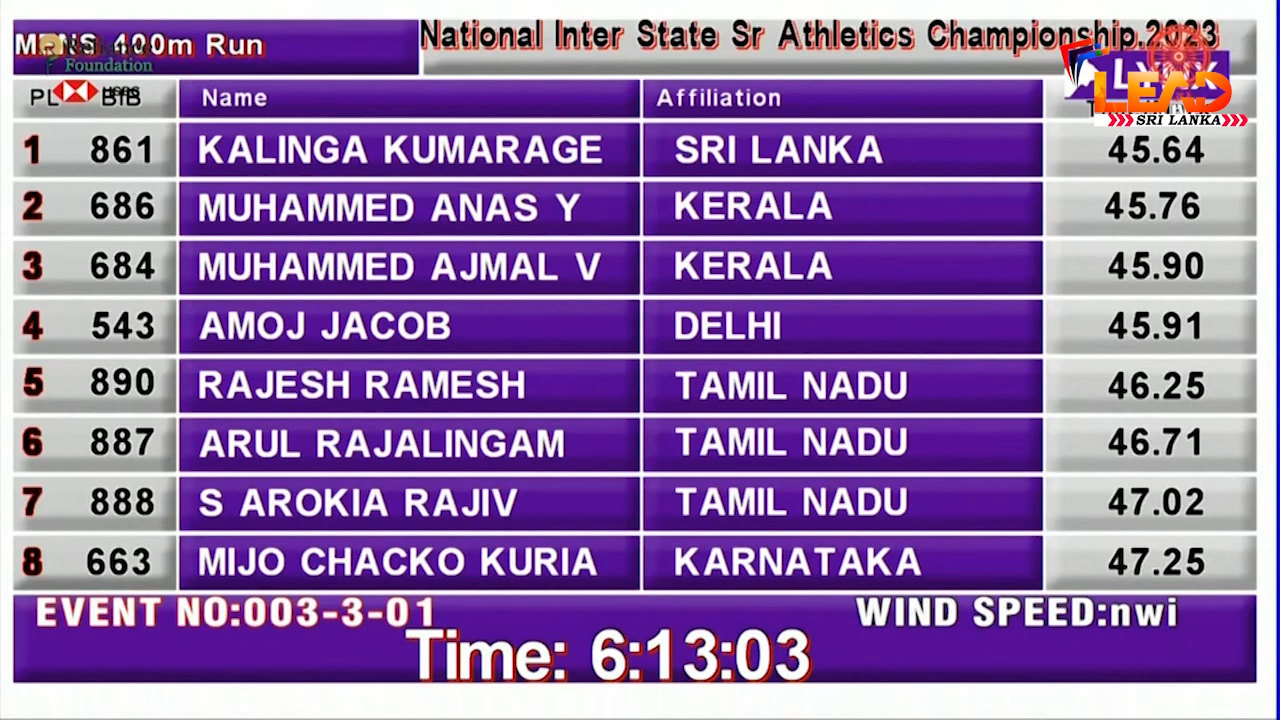 MENS 400m Run
National Inter State Sr Athletics Championship.2023
Reliance
Foundation
HSBC
LEAD
SRI LANKA
PL BIB Name Affiliation
1 861 KALINGA KUMARAGE SRI LANKA 45.64
2 686 MUHAMMED ANAS Y KERALA 45.76
3 684 MUHAMMED AJMAL V KERALA 45.90
4 543 AMOJ JACOB DELHI 45.91
5 890 RAJESH RAMESH TAMIL NADU 46.25
6 887 ARUL RAJALINGAM TAMIL NADU 46.71
7 888 S AROKIA RAJIV TAMIL NADU 47.02
8 663 MIJO CHACKO KURIA KARNATAKA 47.25
EVENT NO:003-3-01 WIND SPEED:nwi
Time: 6:13:03